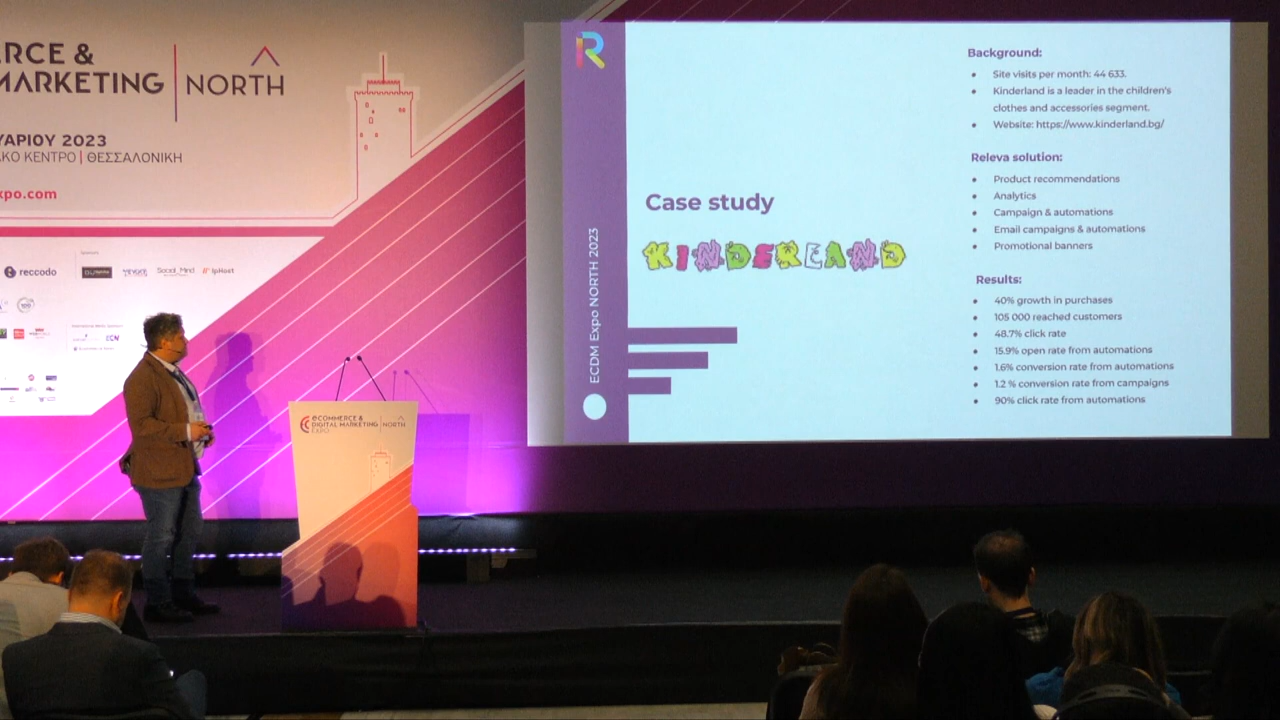 RCE &
MARKETING | NORTH
ΥΑΡΙΟΥ 2023
ΚΟ ΚΕΝΤΡΟ | ΘΕΣΣΑΛΟΝΙΚΗ
xpo.com
reccodo
Social_Mind
IpHost
eCOMMERCE &
DIGITAL MARKETING | NORTH
EXPO
R
ECDM Expo NORTH 2023
Case study
KINDERLAND
Background:
• Site visits per month: 44 633.
• Kinderland is a leader in the children's
clothes and accessories segment.
• Website: https://www.kinderland.bg/
Releva solution:
• Product recommendations
• Analytics
• Campaign & automations
• Email campaigns & automations
• Promotional banners
Results:
• 40% growth in purchases
• 105 000 reached customers
• 48.7% click rate
• 15.9% open rate from automations
• 1.6% conversion rate from automations
• 1.2 % conversion rate from campaigns
• 90% click rate from automations